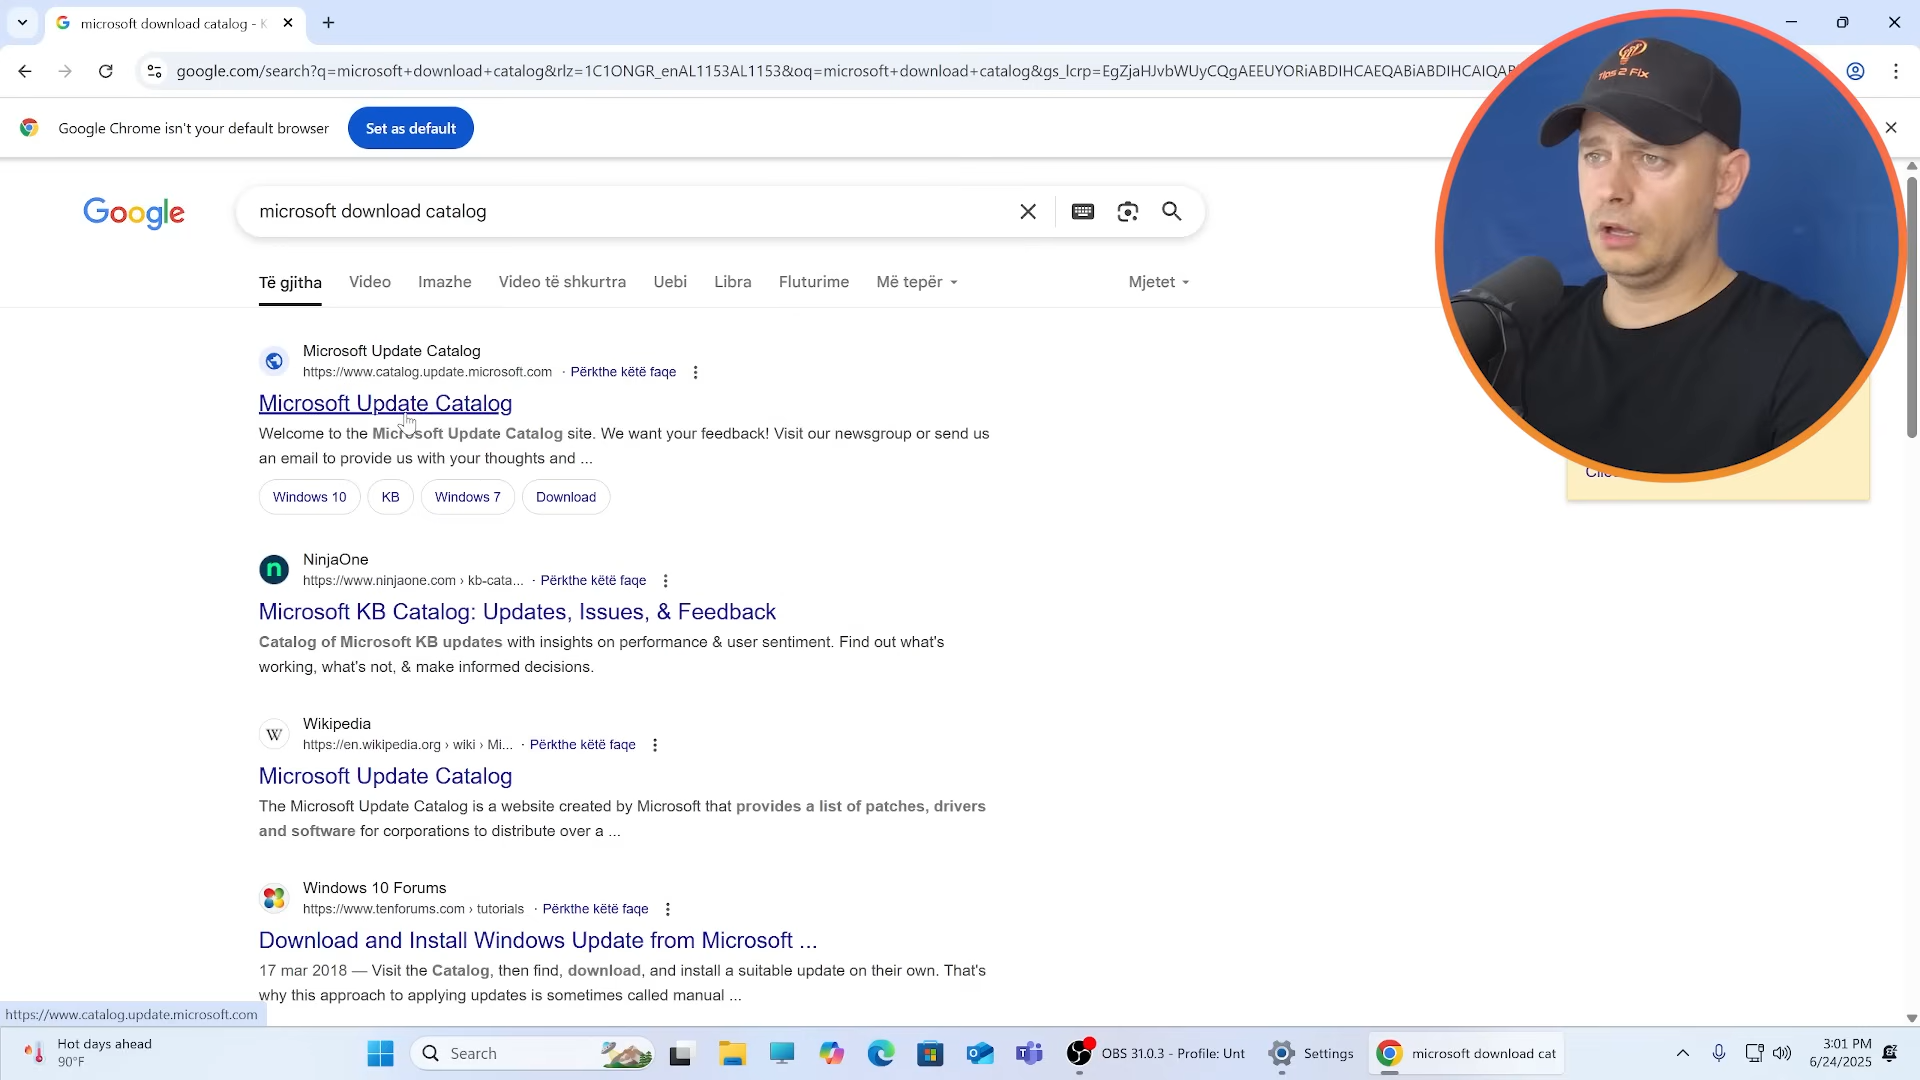 microsoft download catalog - K
google.com/search?q=microsoft+download+catalog&rlz=1C1ONGR_enAL1153AL1153&oq=microsoft+download+catalog&gs_lcrp=EgZjaHJvbWUyCQgAEEUYORiABDIHCAEQABiABDIHCAIQAB
Google Chrome isn't your default browser
Set as default
Tips 2 Fix
Google
microsoft download catalog
Të gjitha
Video
Imazhe
Video të shkurtra
Uebi
Libra
Fluturime
Më tepër
Mjetet
Microsoft Update Catalog
https://www.catalog.update.microsoft.com · Përkthe këtë faqe
Microsoft Update Catalog
Welcome to the Microsoft Update Catalog site. We want your feedback! Visit our newsgroup or send us
an email to provide us with your thoughts and ...
Windows 10
KB
Windows 7
Download
NinjaOne
https://www.ninjaone.com › kb-cata... · Përkthe këtë faqe
Microsoft KB Catalog: Updates, Issues, & Feedback
Catalog of Microsoft KB updates with insights on performance & user sentiment. Find out what's
working, what's not, & make informed decisions.
W
Wikipedia
https://en.wikipedia.org › wiki › Mi... · Përkthe këtë faqe
Microsoft Update Catalog
The Microsoft Update Catalog is a website created by Microsoft that provides a list of patches, drivers
and software for corporations to distribute over a ...
Windows 10 Forums
https://www.tenforums.com › tutorials · Përkthe këtë faqe
Download and Install Windows Update from Microsoft ...
17 mar 2018 — Visit the Catalog, then find, download, and install a suitable update on their own. That's
why this approach to applying updates is sometimes called manual ...
https://www.catalog.update.microsoft.com
Hot days ahead
90°F
Search
OBS 31.0.3 - Profile: Unt
Settings
microsoft download cat
3:01 PM
6/24/2025